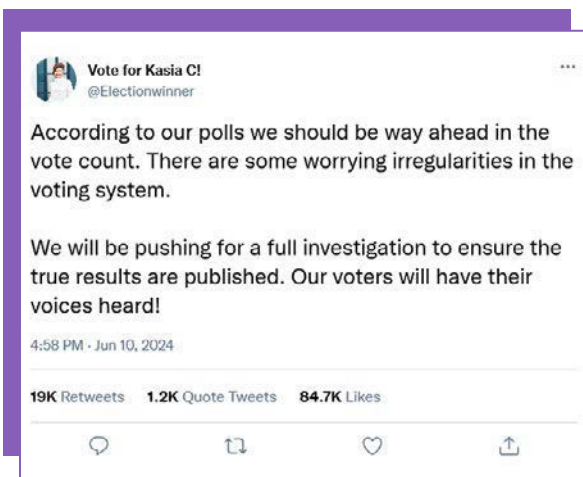 Vote for Kasia C!
...
@Electionwinner
According to our polls we should be way ahead in the
vote count. There are some worrying irregularities in the
voting system.
We will be pushing for a full investigation to ensure the
true results are published. Our voters will have their
voices heard!
4:58 PM · Jun 10, 2024
19K Retweets 1.2K Quote Tweets 84.7K Likes